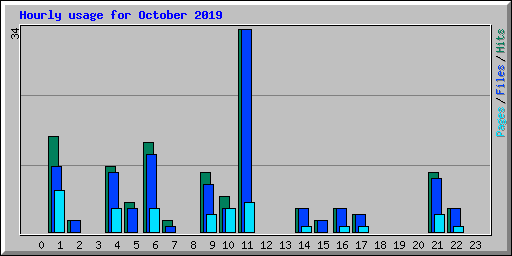 Hourly usage for October 2019
34
Pages/Files/Hits
0 1 2 3 4 5 6 7 8 9 10 11 12 13 14 15 16 17 18 19 20 21 22 23